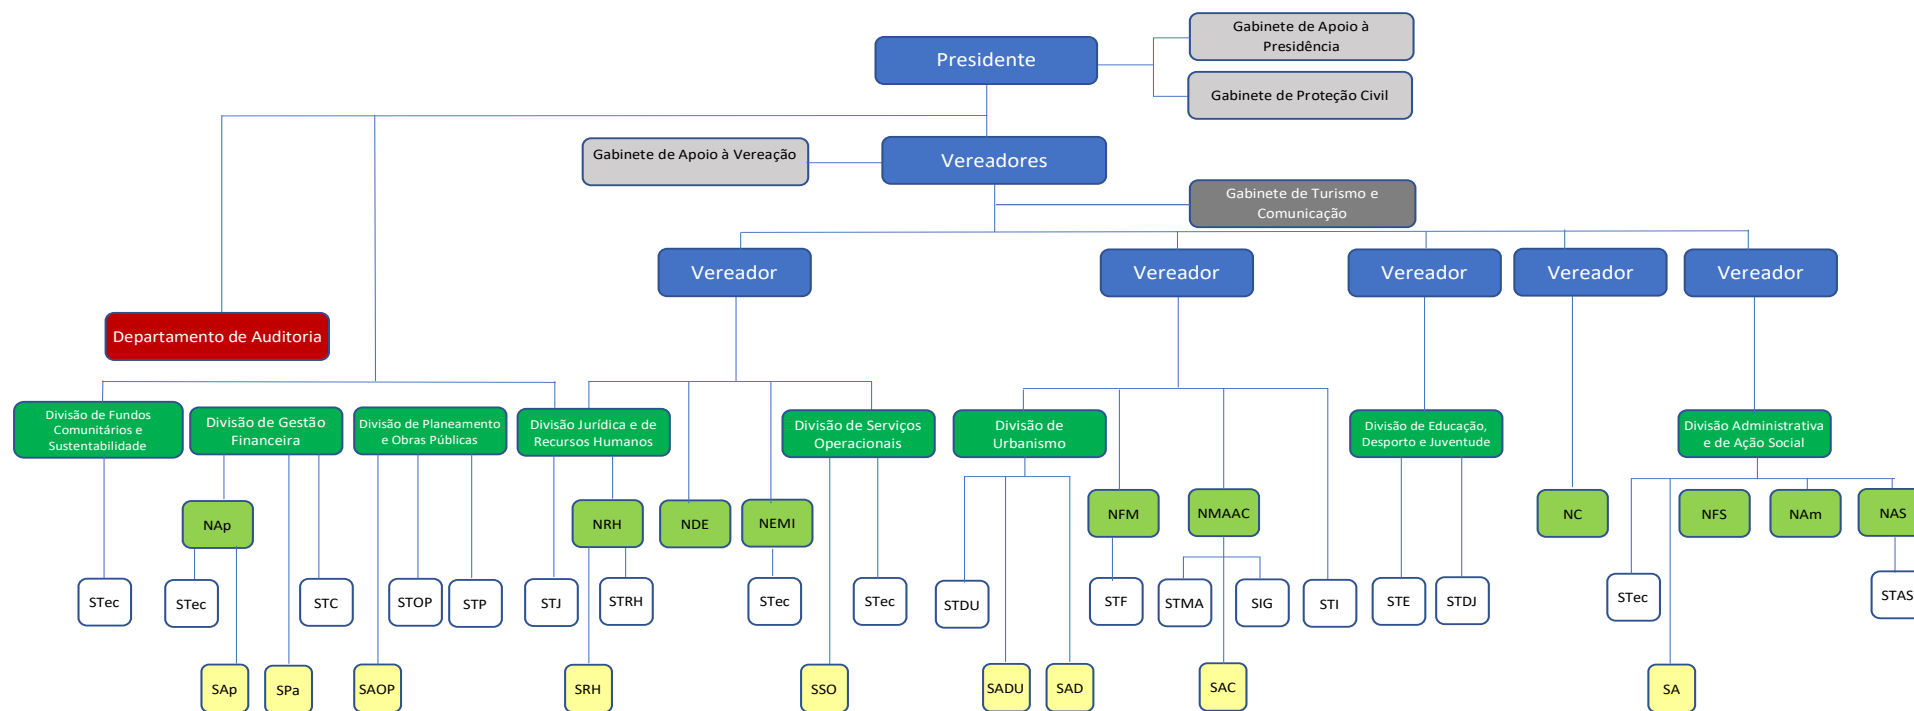 Gabinete de Apoio à
Presidência
Presidente
Gabinete de Proteção Civil
Gabinete de Apoio à Vereação
Vereadores
Gabinete de Turismo e
Comunicação
Vereador
Vereador
Vereador
Vereador
Vereador
Departamento de Auditoria
Divisão de Fundos
Comunitários e
Sustentabilidade
Divisão de Gestão
Financeira
Divisão de Planeamento
e Obras Públicas
Divisão Jurídica e de
Recursos Humanos
Divisão de Serviços
Operacionais
Divisão de
Urbanismo
Divisão de Educação,
Desporto e Juventude
Divisão Administrativa
e de Ação Social
NAp
NRH
NDE
NEMI
NFM
NMAAC
NC
NFS
NAm
NAS
STec
STec
STC
STOP
STP
STJ
STRH
STec
STec
STDU
STF
STMA
SIG
STI
STE
STDJ
STec
STAS
SAp
SPa
SAOP
SRH
SSO
SADU
SAD
SAC
SA